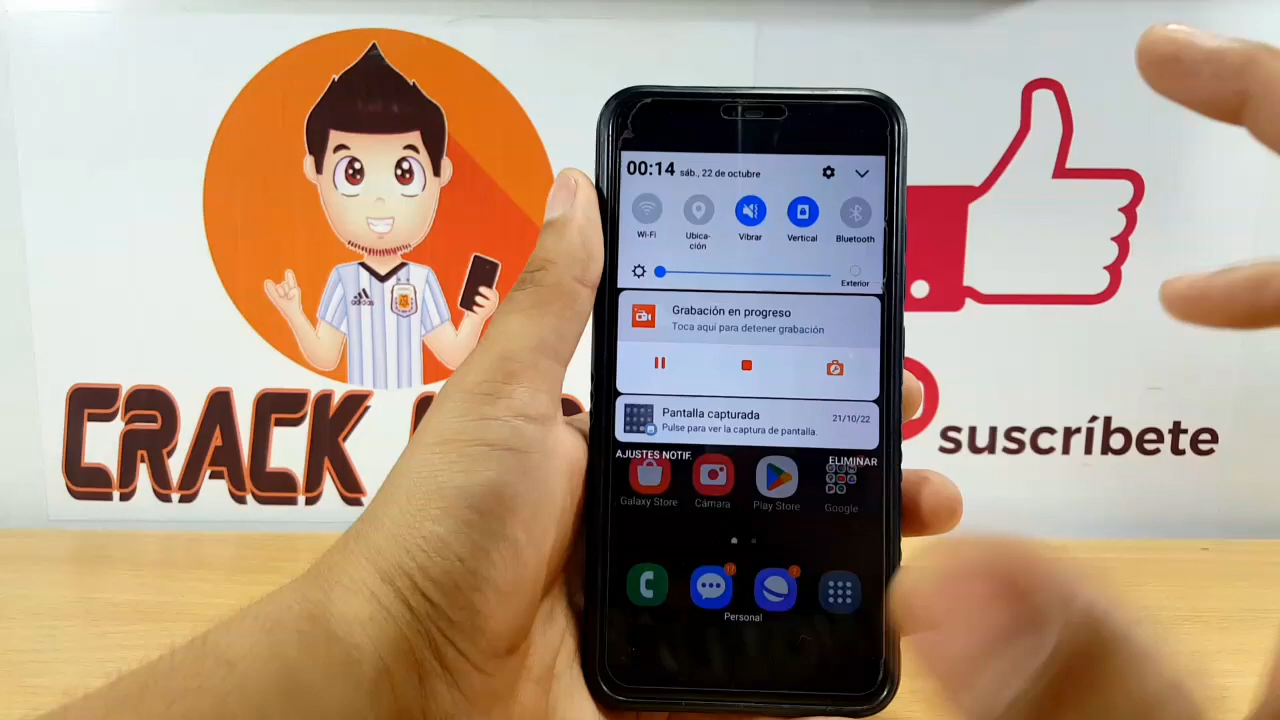 CRACK
suscríbete
00:14 sáb., 22 de octubre
Wi-Fi
Ubica-
ción
Vibrar
Vertical
Bluetooth
Exterior
Grabación en progreso
Toca aquí para detener grabación
Pantalla capturada
21/10/22
Pulse para ver la captura de pantalla.
AJUSTES NOTIF.
ELIMINAR
Galaxy Store
Cámara
Play Store
Google
Personal